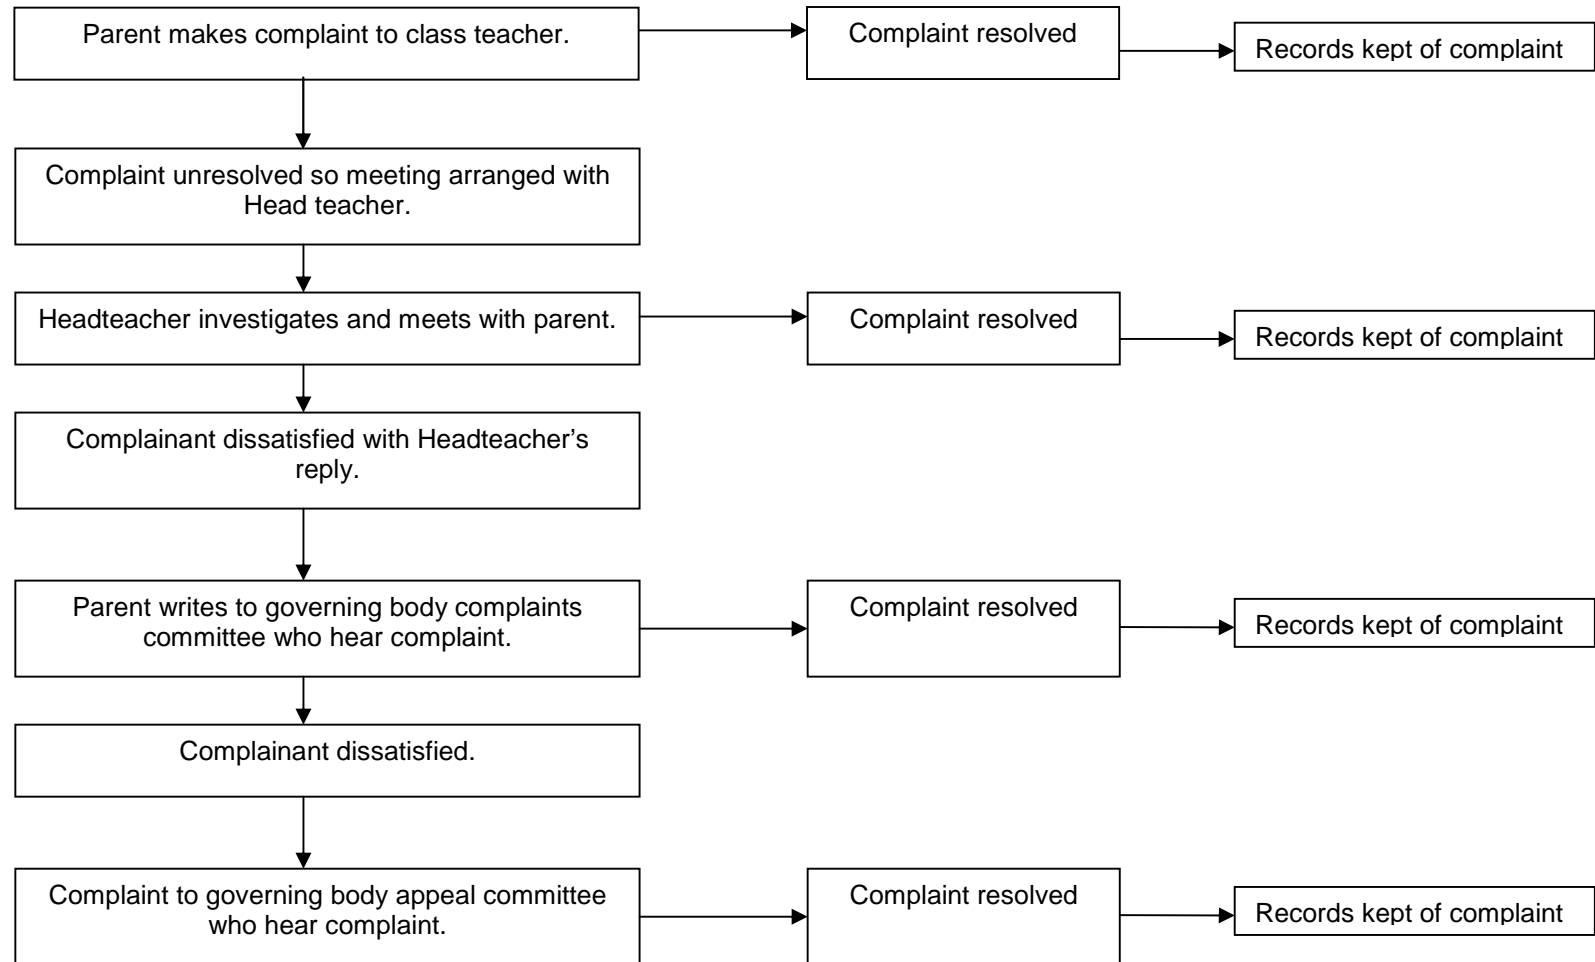 Parent makes complaint to class teacher.
Complaint resolved
Records kept of complaint
Complaint unresolved so meeting arranged with
Head teacher.
Headteacher investigates and meets with parent.
Complaint resolved
Records kept of complaint
Complainant dissatisfied with Headteacher’s
reply.
Parent writes to governing body complaints
committee who hear complaint.
Complaint resolved
Records kept of complaint
Complainant dissatisfied.
Complaint to governing body appeal committee
who hear complaint.
Complaint resolved
Records kept of complaint